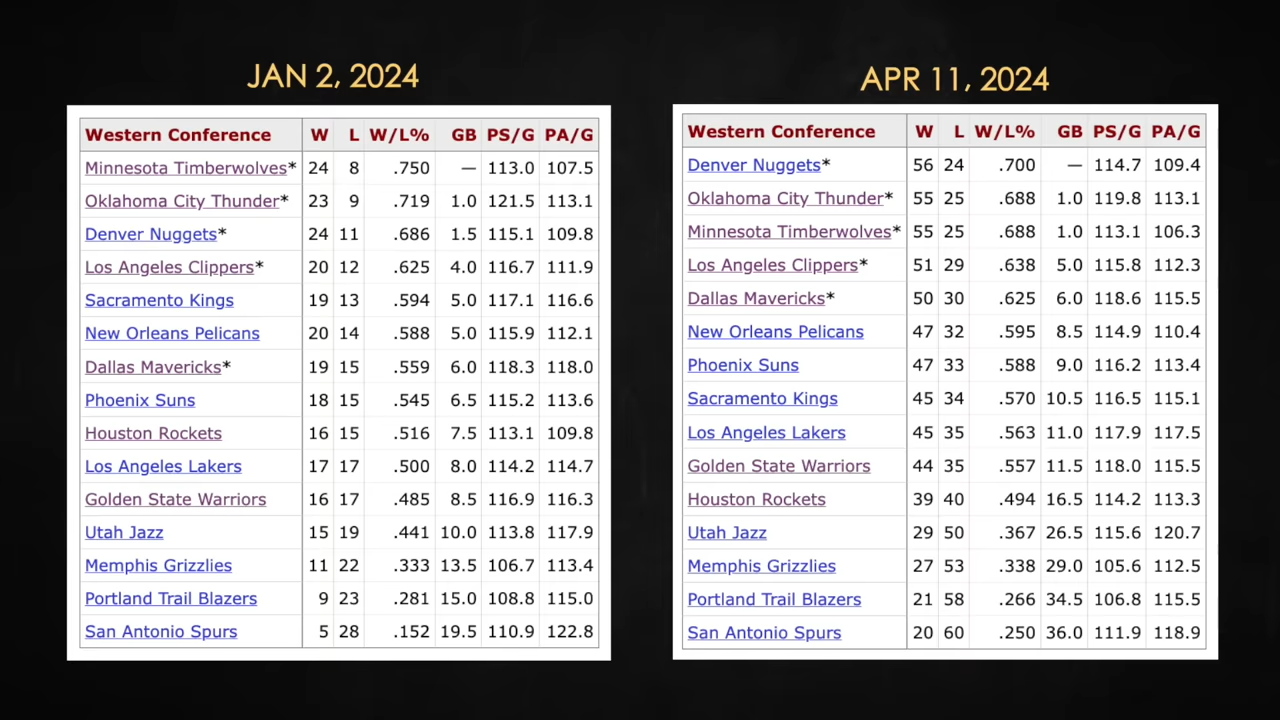 JAN 2, 2024
Western Conference W L W/L% GB PS/G PA/G
Minnesota Timberwolves* 24 8 .750 — 113.0 107.5
Oklahoma City Thunder* 23 9 .719 1.0 121.5 113.1
Denver Nuggets* 24 11 .686 1.5 115.1 109.8
Los Angeles Clippers* 20 12 .625 4.0 116.7 111.9
Sacramento Kings 19 13 .594 5.0 117.1 116.6
New Orleans Pelicans 20 14 .588 5.0 115.9 112.1
Dallas Mavericks* 19 15 .559 6.0 118.3 118.0
Phoenix Suns 18 15 .545 6.5 115.2 113.6
Houston Rockets 16 15 .516 7.5 113.1 109.8
Los Angeles Lakers 17 17 .500 8.0 114.2 114.7
Golden State Warriors 16 17 .485 8.5 116.9 116.3
Utah Jazz 15 19 .441 10.0 113.8 117.9
Memphis Grizzlies 11 22 .333 13.5 106.7 113.4
Portland Trail Blazers 9 23 .281 15.0 108.8 115.0
San Antonio Spurs 5 28 .152 19.5 110.9 122.8
APR 11, 2024
Western Conference W L W/L% GB PS/G PA/G
Denver Nuggets* 56 24 .700 — 114.7 109.4
Oklahoma City Thunder* 55 25 .688 1.0 119.8 113.1
Minnesota Timberwolves* 55 25 .688 1.0 113.1 106.3
Los Angeles Clippers* 51 29 .638 5.0 115.8 112.3
Dallas Mavericks* 50 30 .625 6.0 118.6 115.5
New Orleans Pelicans 47 32 .595 8.5 114.9 110.4
Phoenix Suns 47 33 .588 9.0 116.2 113.4
Sacramento Kings 45 34 .570 10.5 116.5 115.1
Los Angeles Lakers 45 35 .563 11.0 117.9 117.5
Golden State Warriors 44 35 .557 11.5 118.0 115.5
Houston Rockets 39 40 .494 16.5 114.2 113.3
Utah Jazz 29 50 .367 26.5 115.6 120.7
Memphis Grizzlies 27 53 .338 29.0 105.6 112.5
Portland Trail Blazers 21 58 .266 34.5 106.8 115.5
San Antonio Spurs 20 60 .250 36.0 111.9 118.9